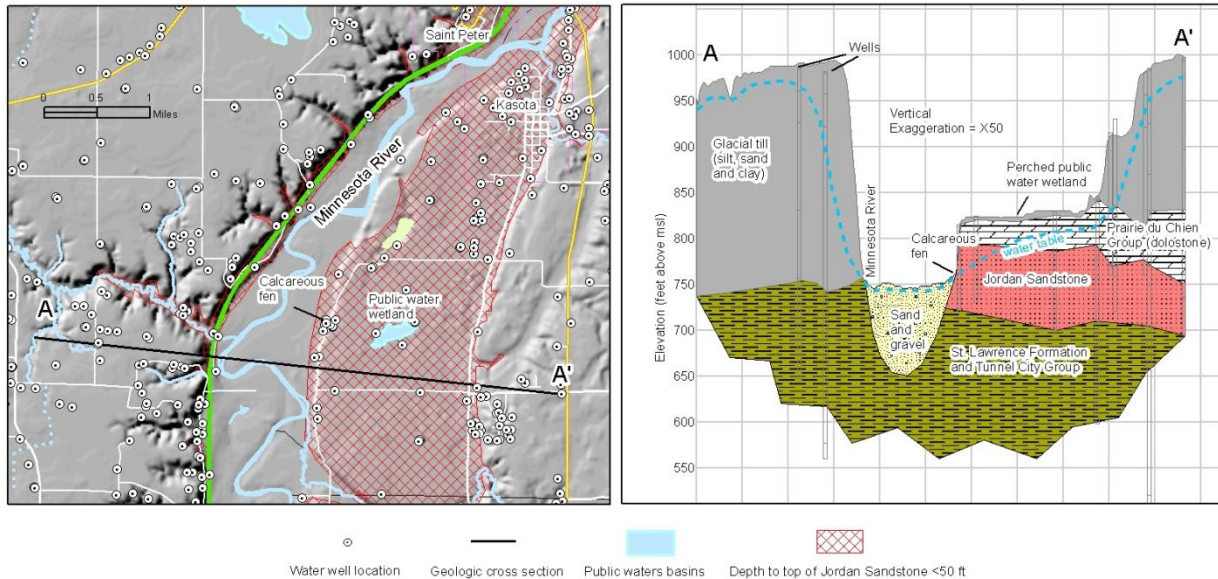 Saint Peter
Kasota
0 0.5 1
Miles
Minnesota River
Calcareous
fen
Public water
wetland
A
A'
A
A'
Elevation (feet above msl)
1000
950
900
850
800
750
700
650
600
550
Wells
Vertical
Exaggeration = X50
Glacial till
(silt, sand
and clay)
Minnesota River
Perched public
water wetland
Calcareous
fen
water table
Prairie du Chien
Group (dolostone)
Jordan Sandstone
Sand
and
gravel
St. Lawrence Formation
and Tunnel City Group
Water well location
Geologic cross section
Public waters basins
Depth to top of Jordan Sandstone <50 ft